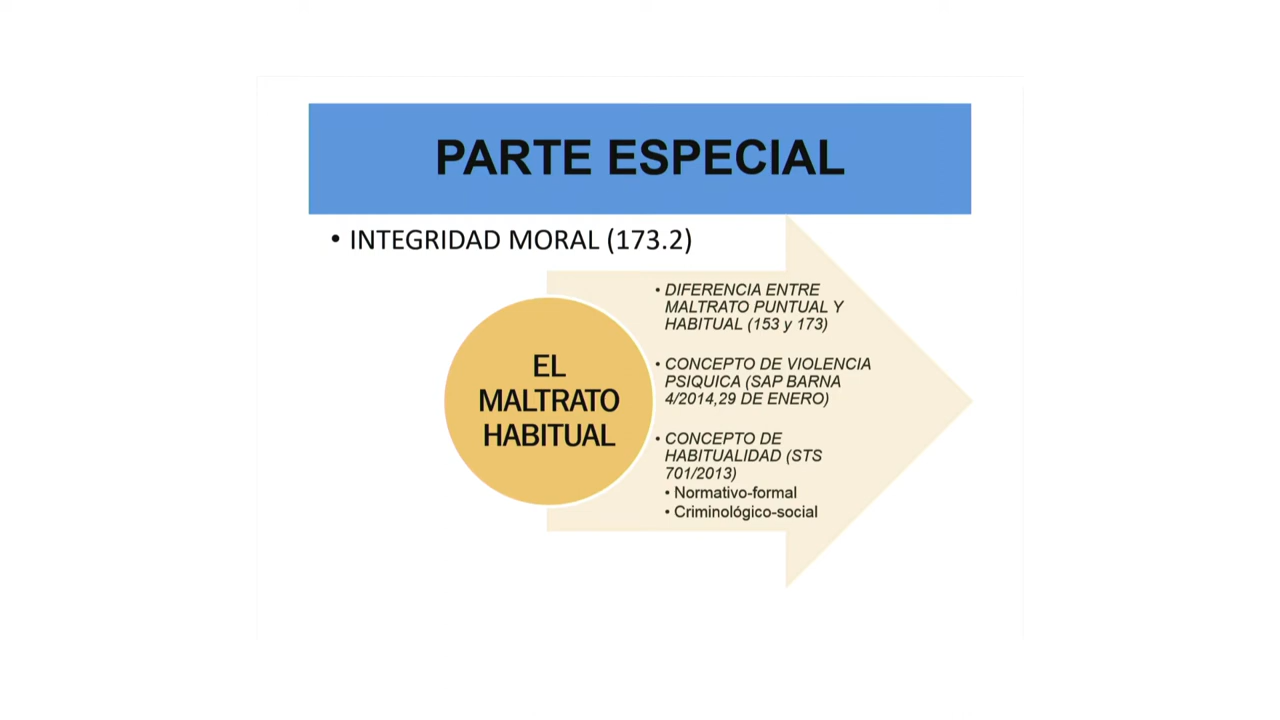 PARTE ESPECIAL
• INTEGRIDAD MORAL (173.2)
EL
MALTRATO
HABITUAL
• DIFERENCIA ENTRE
MALTRATO PUNTUAL Y
HABITUAL (153 y 173)
• CONCEPTO DE VIOLENCIA
PSIQUICA (SAP BARNA
4/2014,29 DE ENERO)
• CONCEPTO DE
HABITUALIDAD (STS
701/2013)
• Normativo-formal
• Criminológico-social